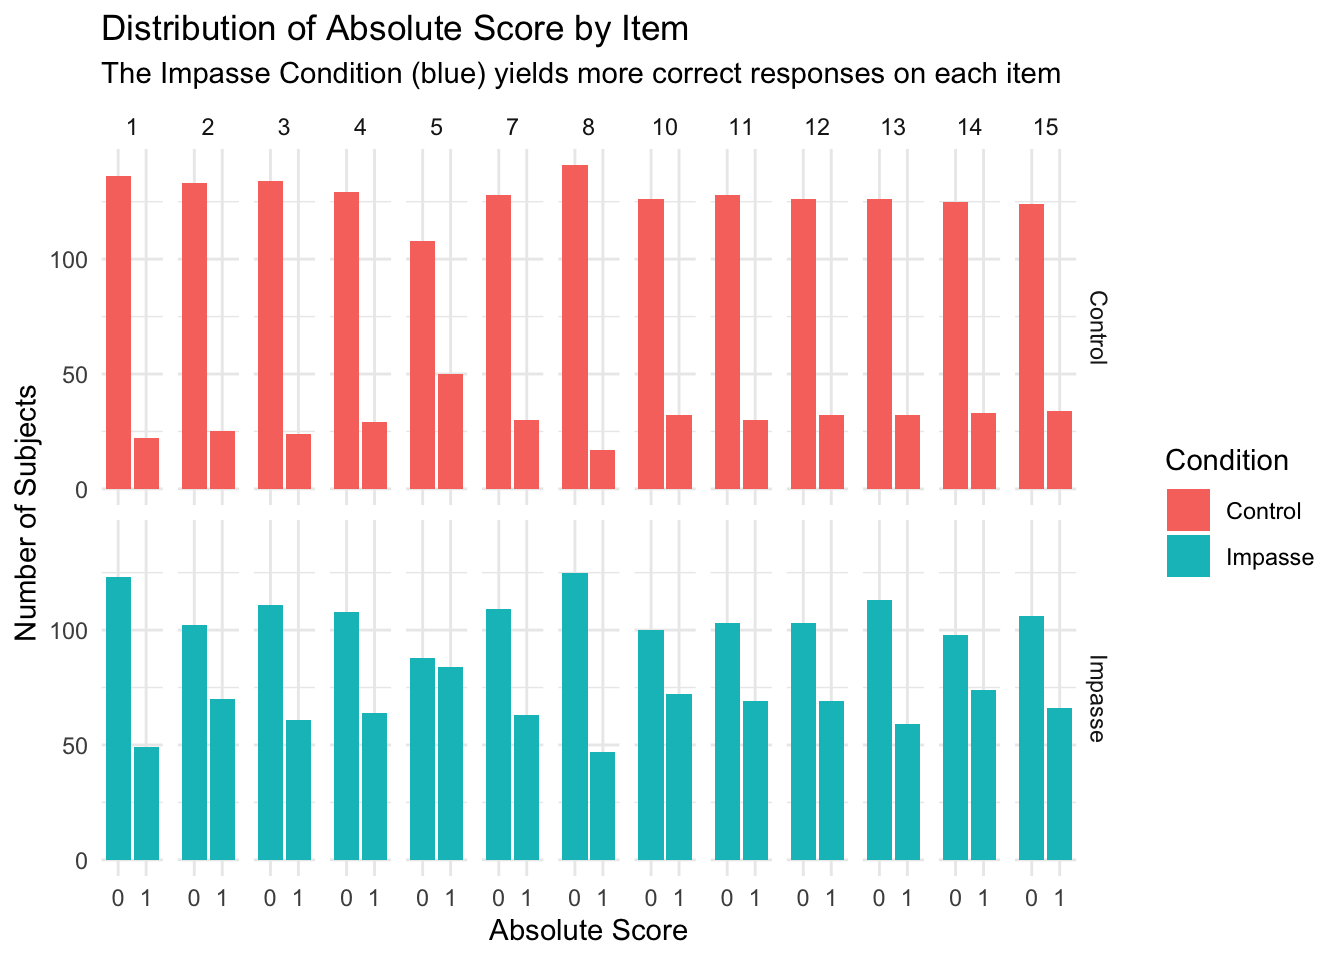 Distribution of Absolute Score by Item
The Impasse Condition (blue) yields more correct responses on each item
1 2 3 4 5 7 8 10 11 12 13 14 15
100
50
0
Control
Number of Subjects
100
50
0
Impasse
0 1 0 1 0 1 0 1 0 1 0 1 0 1 0 1 0 1 0 1 0 1 0 1 0 1
Absolute Score
Condition
Control
Impasse